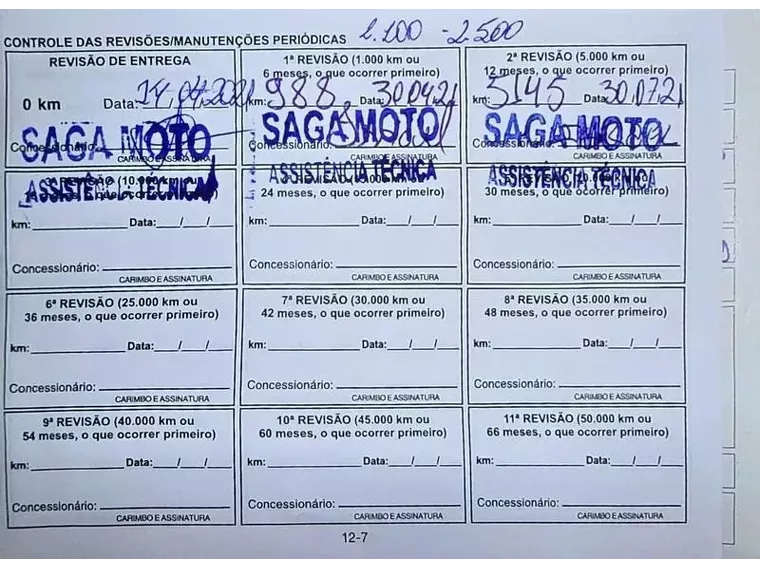 CONTROLE DAS REVISÕES/MANUTENÇÕES PERIÓDICAS 1.100 - 2.500
REVISÃO DE ENTREGA
0 km Data: 14,04,2021
SAGA MOTO
Concessionário:
CARIMBO E ASSINATURA
ASSISTÊNCIA TÉCNICA
1ª REVISÃO (1.000 km ou
6 meses, o que ocorrer primeiro)
km: 988, Data: 30.04.21
SAGA MOTO
Concessionário:
CARIMBO E ASSINATURA
ASSISTÊNCIA TÉCNICA
2ª REVISÃO (5.000 km ou
12 meses, o que ocorrer primeiro)
km: 5145 Data: 30.07.21
SAGA MOTO
Concessionário:
CARIMBO E ASSINATURA
ASSISTÊNCIA TÉCNICA
REVISÃO (10.000 km ou
o que ocorrer primeiro)
km: Data: / /
Concessionário:
CARIMBO E ASSINATURA
24 meses, o que ocorrer primeiro)
km: Data: / /
Concessionário:
CARIMBO E ASSINATURA
30 meses, o que ocorrer primeiro)
km: Data: / /
Concessionário:
CARIMBO E ASSINATURA
6ª REVISÃO (25.000 km ou
36 meses, o que ocorrer primeiro)
km: Data: / /
Concessionário:
CARIMBO E ASSINATURA
7ª REVISÃO (30.000 km ou
42 meses, o que ocorrer primeiro)
km: Data: / /
Concessionário:
CARIMBO E ASSINATURA
8ª REVISÃO (35.000 km ou
48 meses, o que ocorrer primeiro)
km: Data: / /
Concessionário:
CARIMBO E ASSINATURA
9ª REVISÃO (40.000 km ou
54 meses, o que ocorrer primeiro)
km: Data: / /
Concessionário:
CARIMBO E ASSINATURA
10ª REVISÃO (45.000 km ou
60 meses, o que ocorrer primeiro)
km: Data: / /
Concessionário:
CARIMBO E ASSINATURA
11ª REVISÃO (50.000 km ou
66 meses, o que ocorrer primeiro)
km: Data: / /
Concessionário:
CARIMBO E ASSINATURA
12-7